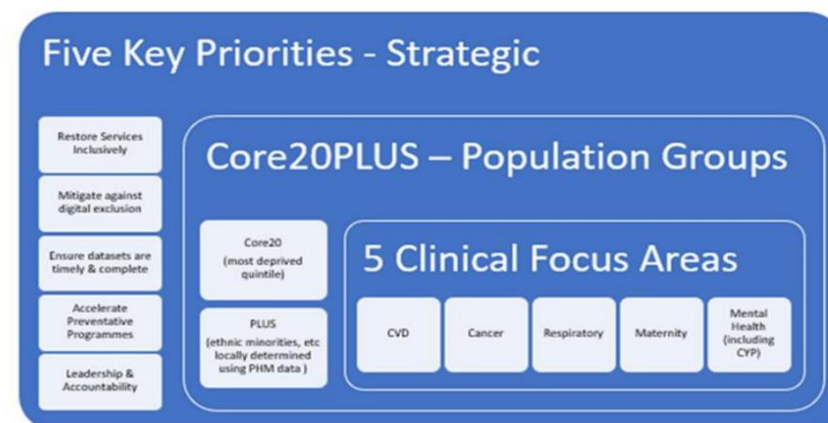 Five Key Priorities - Strategic
Restore Services
Inclusively
Mitigate against
digital exclusion
Ensure datasets are
timely & complete
Accelerate
Preventative
Programmes
Leadership &
Accountability
Core20PLUS – Population Groups
Core20
(most deprived
quintile)
PLUS
(ethnic minorities, etc
locally determined
using PHM data )
5 Clinical Focus Areas
CVD
Cancer
Respiratory
Maternity
Mental
Health
(including
CYP)